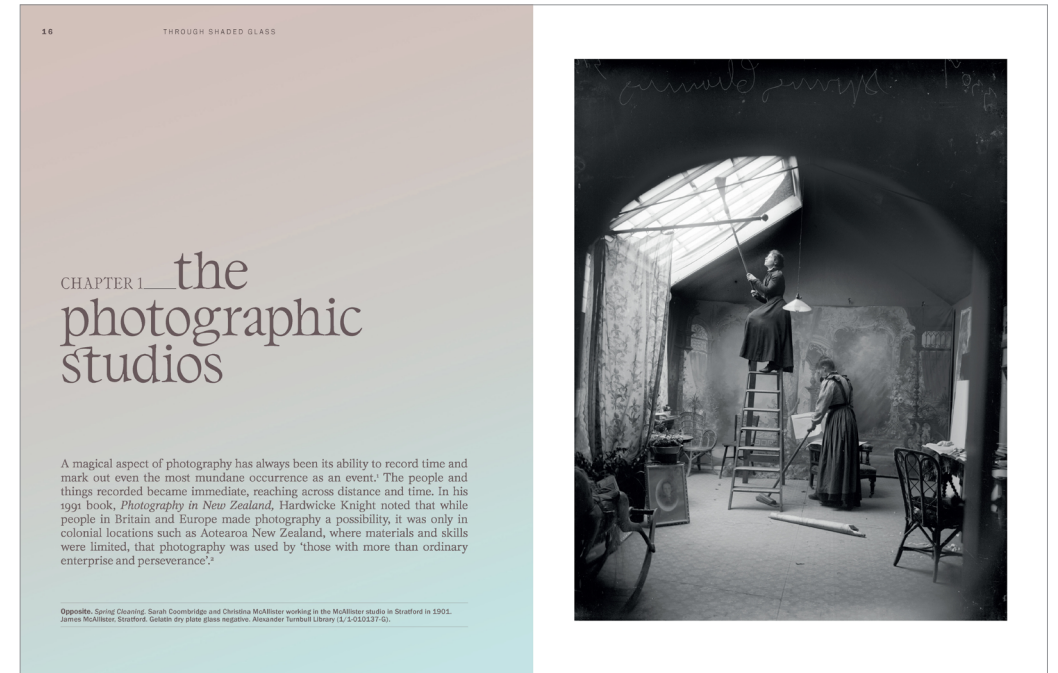 16
THROUGH SHADED GLASS
CHAPTER 1__the
photographic
studios
A magical aspect of photography has always been its ability to record time and
mark out even the most mundane occurrence as an event.¹ The people and
things recorded became immediate, reaching across distance and time. In his
1991 book, Photography in New Zealand, Hardwicke Knight noted that while
people in Britain and Europe made photography a possibility, it was only in
colonial locations such as Aotearoa New Zealand, where materials and skills
were limited, that photography was used by ‘those with more than ordinary
enterprise and perseverance’.²
Opposite. Spring Cleaning. Sarah Coombridge and Christina McAllister working in the McAllister studio in Stratford in 1901.
James McAllister. Stratford. Gelatin dry plate glass negative. Alexander Turnbull Library (1/1-010137-G).
Spring Cleaning